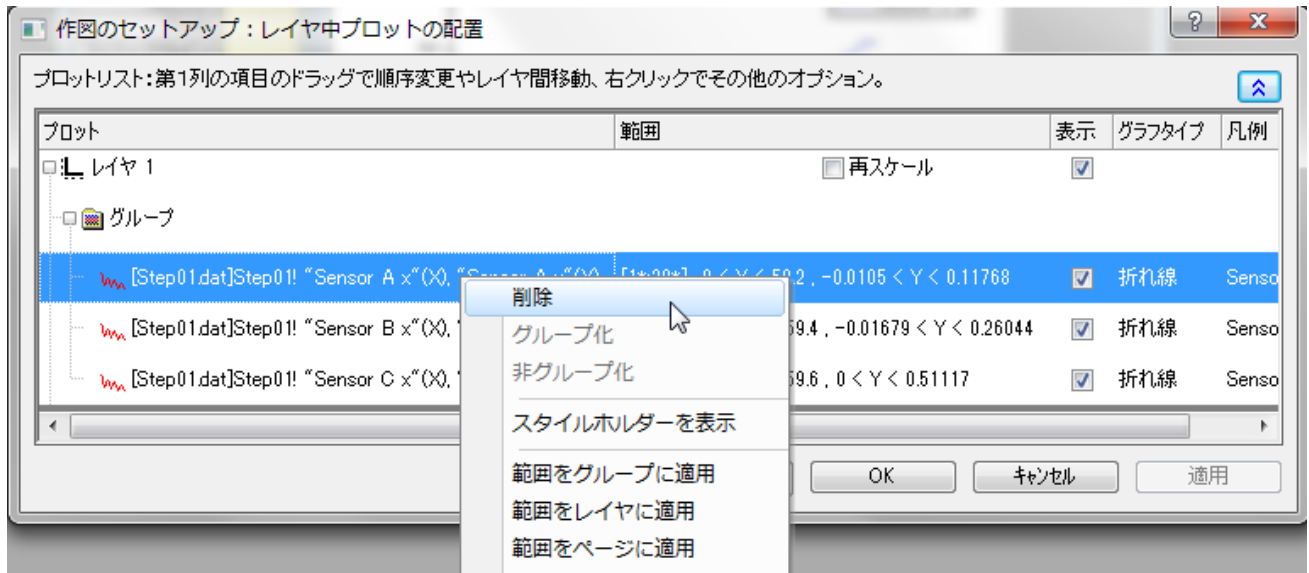 作図のセットアップ：レイヤ中プロットの配置
プロットリスト：第1列の項目のドラッグで順序変更やレイヤ間移動、右クリックでその他のオプション。
プロット 範囲 表示 グラフタイプ 凡例
レイヤ 1 再スケール
グループ
[Step01.dat]Step01! "Sensor A x"(X), "Sensor A y"(Y) [1*:30*] , 0 < X < 59.2 , -0.0105 < Y < 0.11768 折れ線 Senso
[Step01.dat]Step01! "Sensor B x"(X), " 59.4 , -0.01679 < Y < 0.26044 折れ線 Senso
[Step01.dat]Step01! "Sensor C x"(X), " 59.6 , 0 < Y < 0.51117 折れ線 Senso
削除
グループ化
非グループ化
スタイルホルダーを表示
範囲をグループに適用
範囲をレイヤに適用
範囲をページに適用
OK キャンセル 適用